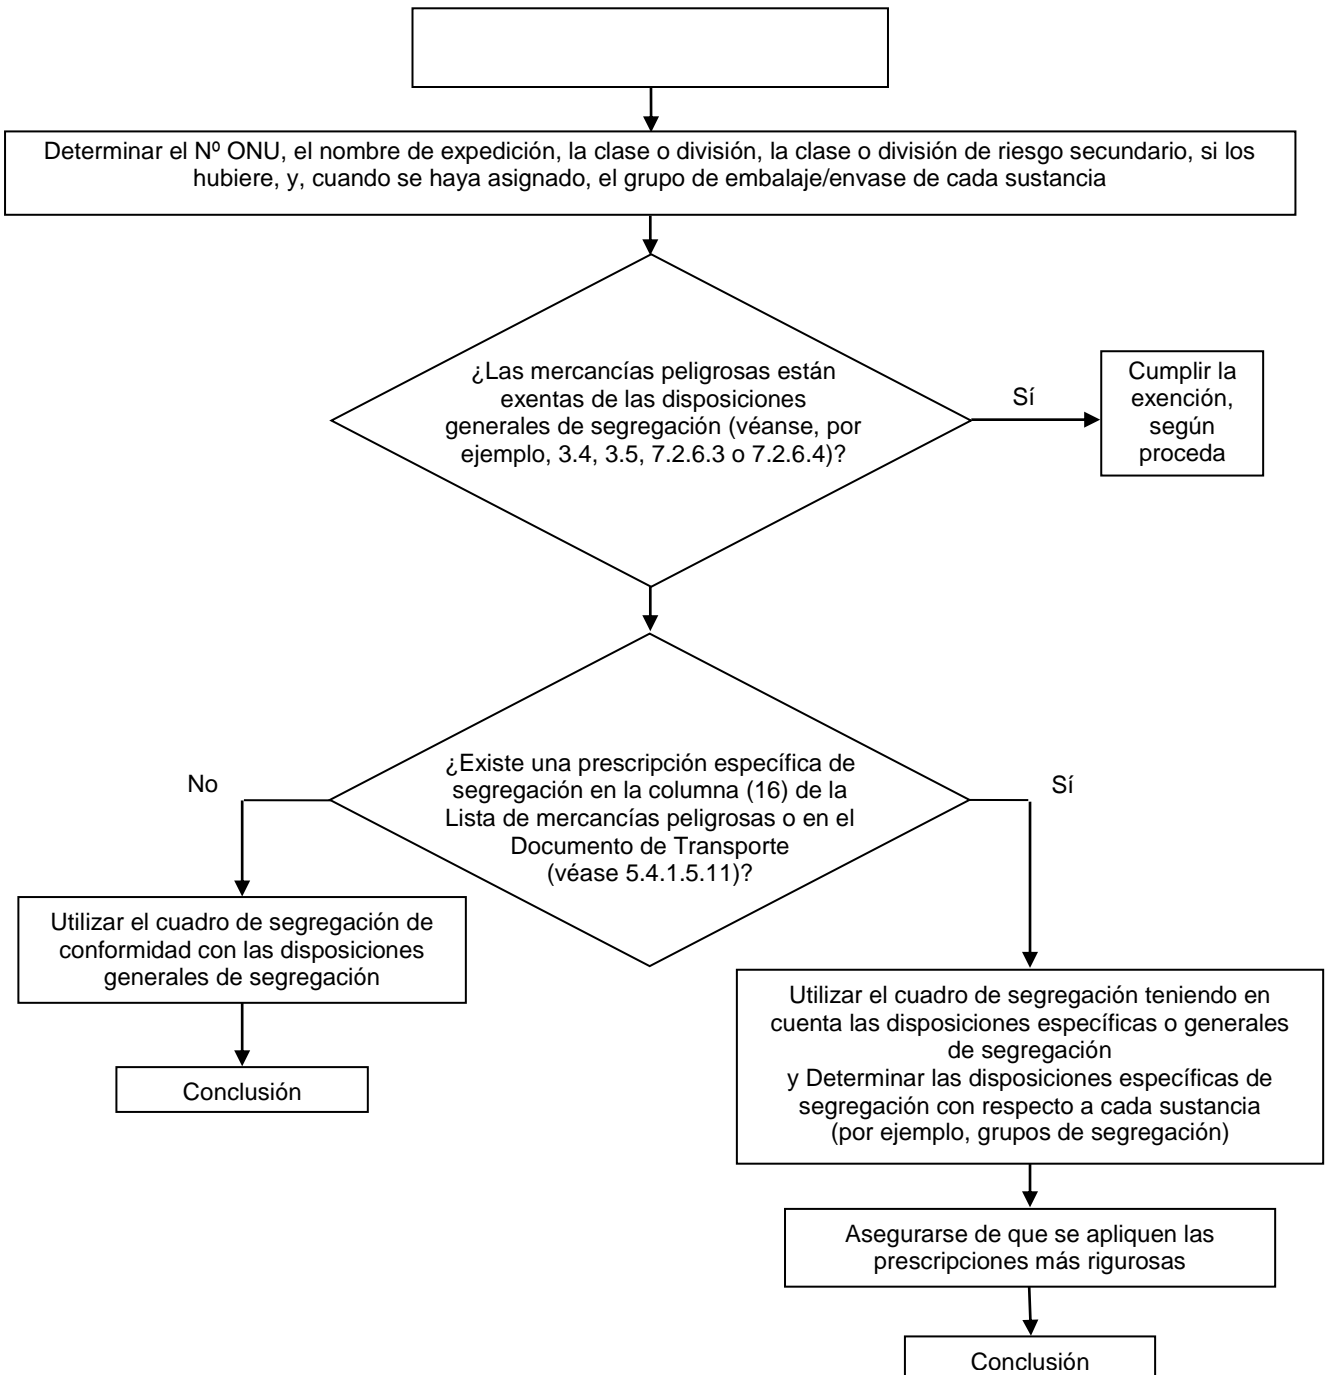 Determinar el Nº ONU, el nombre de expedición, la clase o división, la clase o división de riesgo secundario, si los
hubiere, y, cuando se haya asignado, el grupo de embalaje/envase de cada sustancia
¿Las mercancías peligrosas están
exentas de las disposiciones
generales de segregación (véanse, por
ejemplo, 3.4, 3.5, 7.2.6.3 o 7.2.6.4)?
Sí
Cumplir la
exención,
según
proceda
¿Existe una prescripción específica de
segregación en la columna (16) de la
Lista de mercancías peligrosas o en el
Documento de Transporte
(véase 5.4.1.5.11)?
No
Sí
Utilizar el cuadro de segregación de
conformidad con las disposiciones
generales de segregación
Conclusión
Utilizar el cuadro de segregación teniendo en
cuenta las disposiciones específicas o generales
de segregación
y Determinar las disposiciones específicas de
segregación con respecto a cada sustancia
(por ejemplo, grupos de segregación)
Asegurarse de que se apliquen las
prescripciones más rigurosas
Conclusión